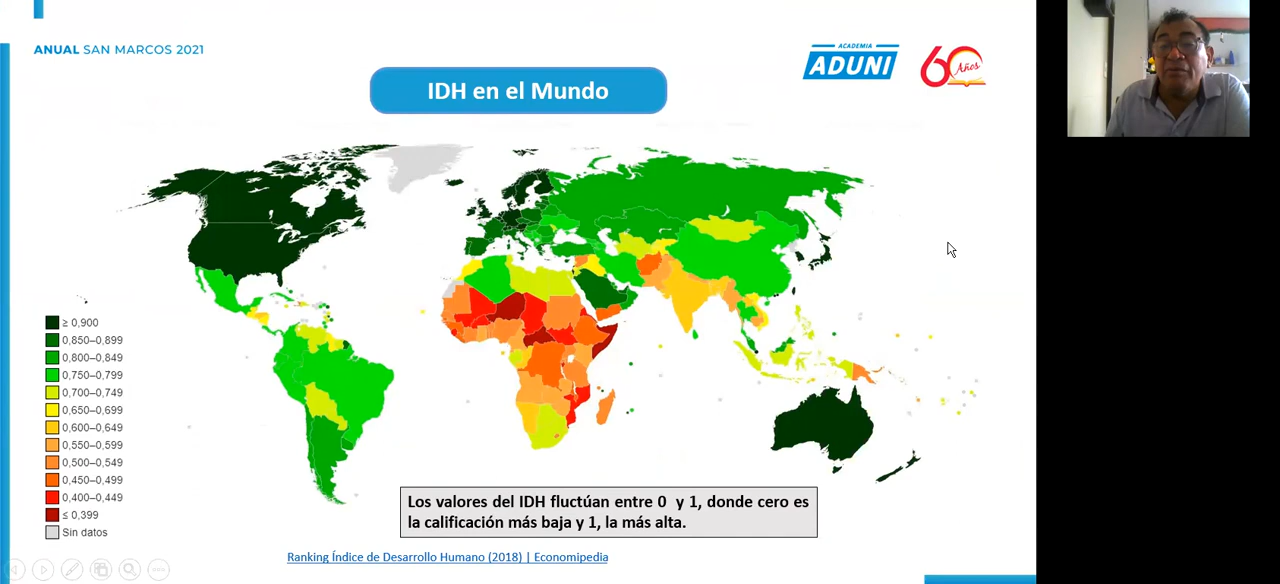 ANUAL SAN MARCOS 2021
ACADEMIA
ADUNI
60 Años
IDH en el Mundo
≥ 0,900
0,850–0,899
0,800–0,849
0,750–0,799
0,700–0,749
0,650–0,699
0,600–0,649
0,550–0,599
0,500–0,549
0,450–0,499
0,400–0,449
≤ 0,399
Sin datos
Los valores del IDH fluctúan entre 0 y 1, donde cero es
la calificación más baja y 1, la más alta.
Ranking Índice de Desarrollo Humano (2018) | Economipedia